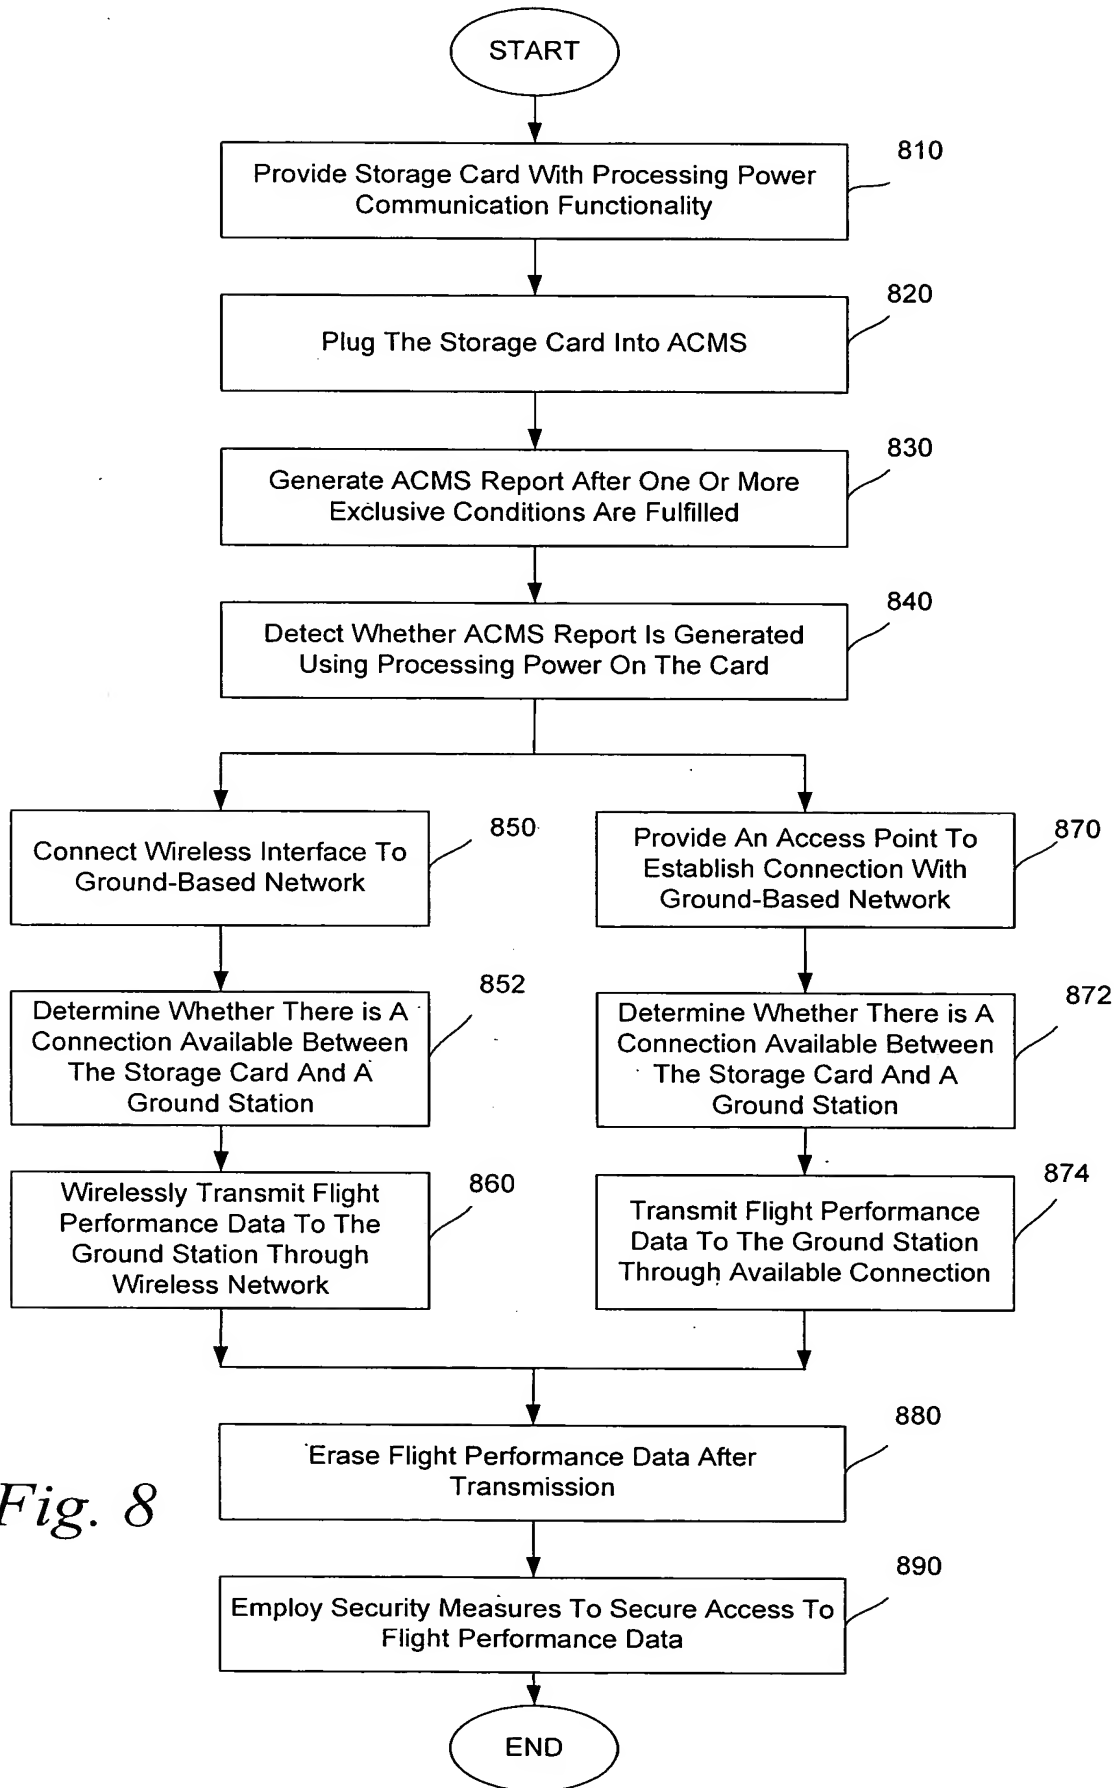 START
810
Provide Storage Card With Processing Power
Communication Functionality
820
Plug The Storage Card Into ACMS
830
Generate ACMS Report After One Or More
Exclusive Conditions Are Fulfilled
840
Detect Whether ACMS Report Is Generated
Using Processing Power On The Card
850
Connect Wireless Interface To
Ground-Based Network
870
Provide An Access Point To
Establish Connection With
Ground-Based Network
852
Determine Whether There is A
Connection Available Between
The Storage Card And A
Ground Station
872
Determine Whether There is A
Connection Available Between
The Storage Card And A
Ground Station
860
Wirelessly Transmit Flight
Performance Data To The
Ground Station Through
Wireless Network
874
Transmit Flight Performance
Data To The Ground Station
Through Available Connection
880
Erase Flight Performance Data After
Transmission
Fig. 8
890
Employ Security Measures To Secure Access To
Flight Performance Data
END